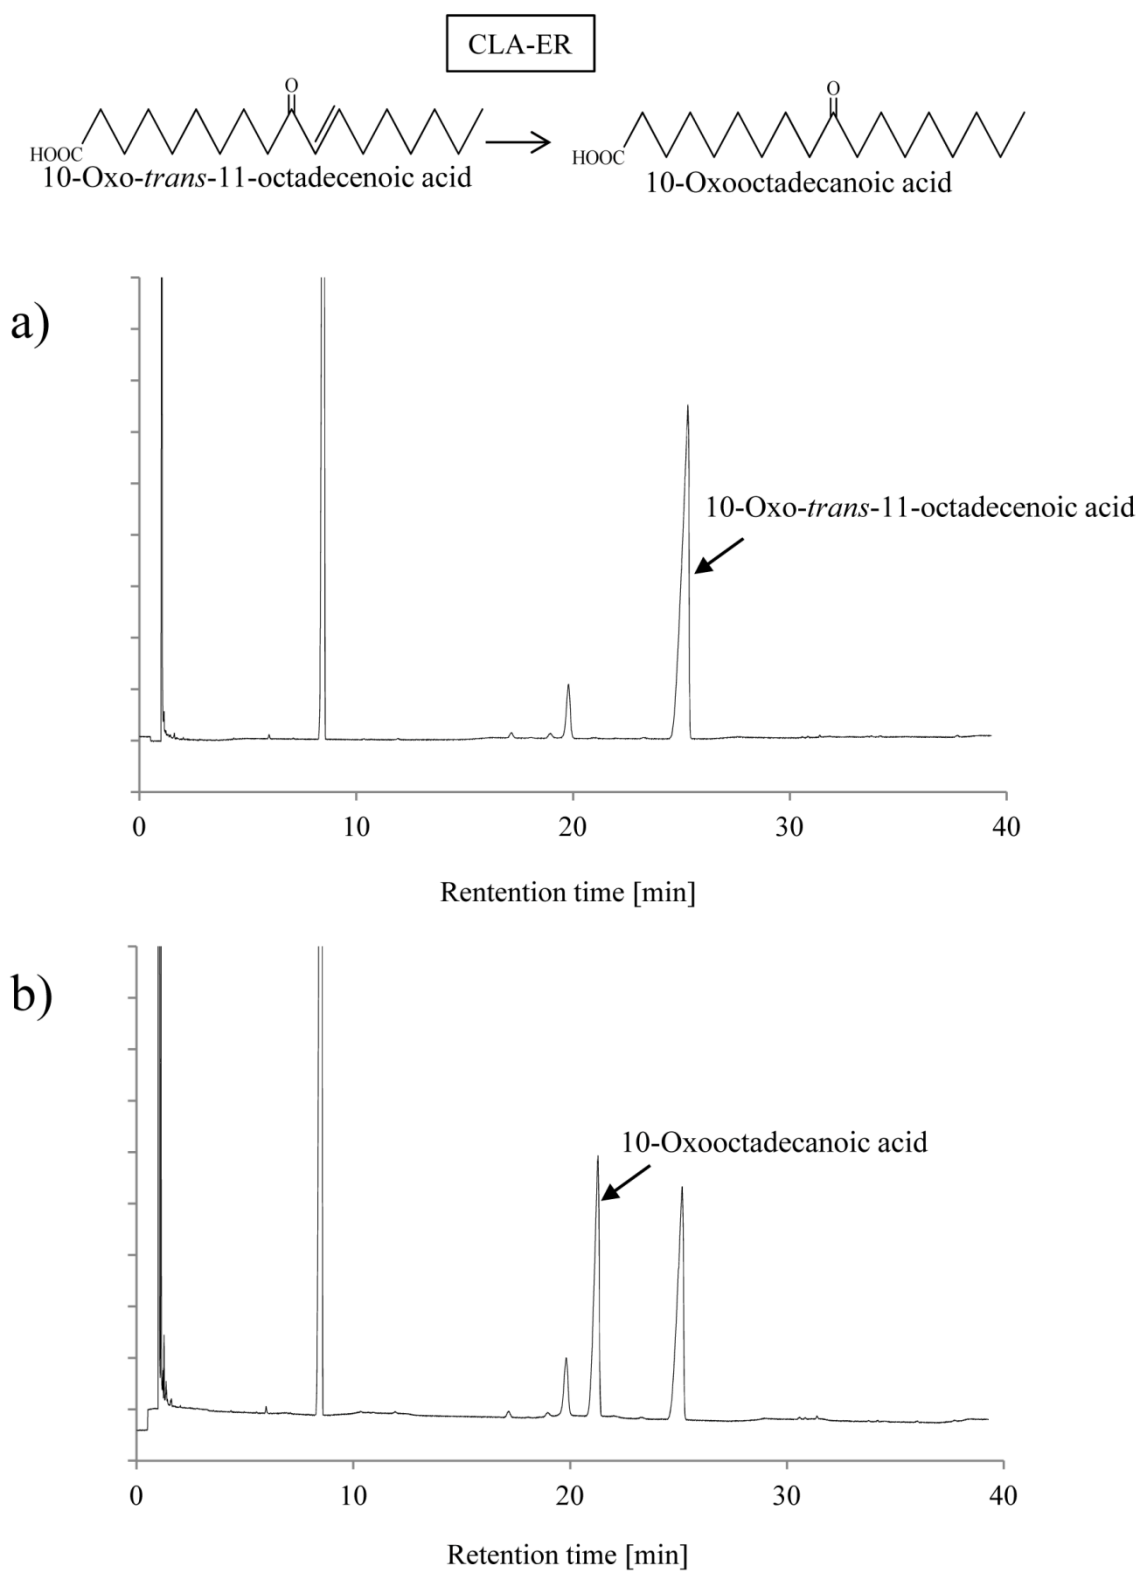 CLA-ER
O
O
HOOC
HOOC
10-Oxo-trans-11-octadecenoic acid
10-Oxooctadecanoic acid
a)
10-Oxo-trans-11-octadecenoic acid
0 10 20 30 40
Rentention time [min]
b)
10-Oxooctadecanoic acid
0 10 20 30 40
Retention time [min]